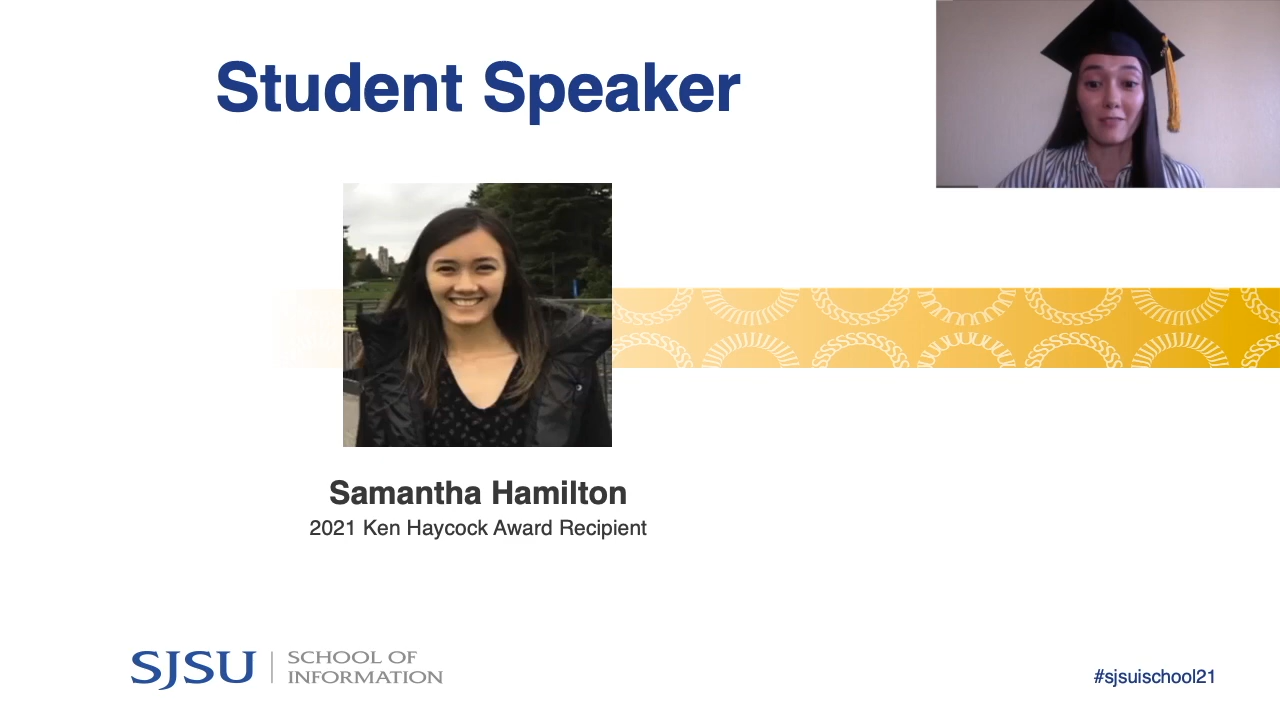 Student Speaker
Samantha Hamilton
2021 Ken Haycock Award Recipient
SJSU
SCHOOL OF
INFORMATION
#sjsuischool21